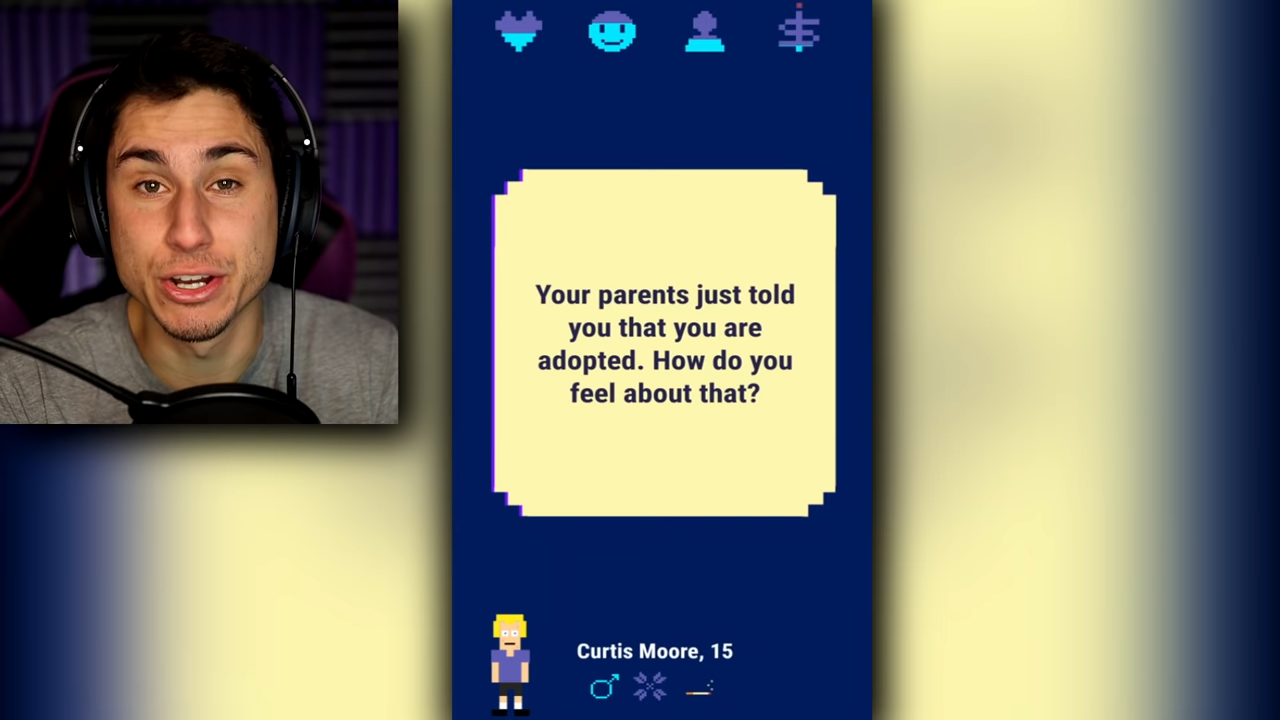 Your parents just told
you that you are
adopted. How do you
feel about that?
Curtis Moore, 15